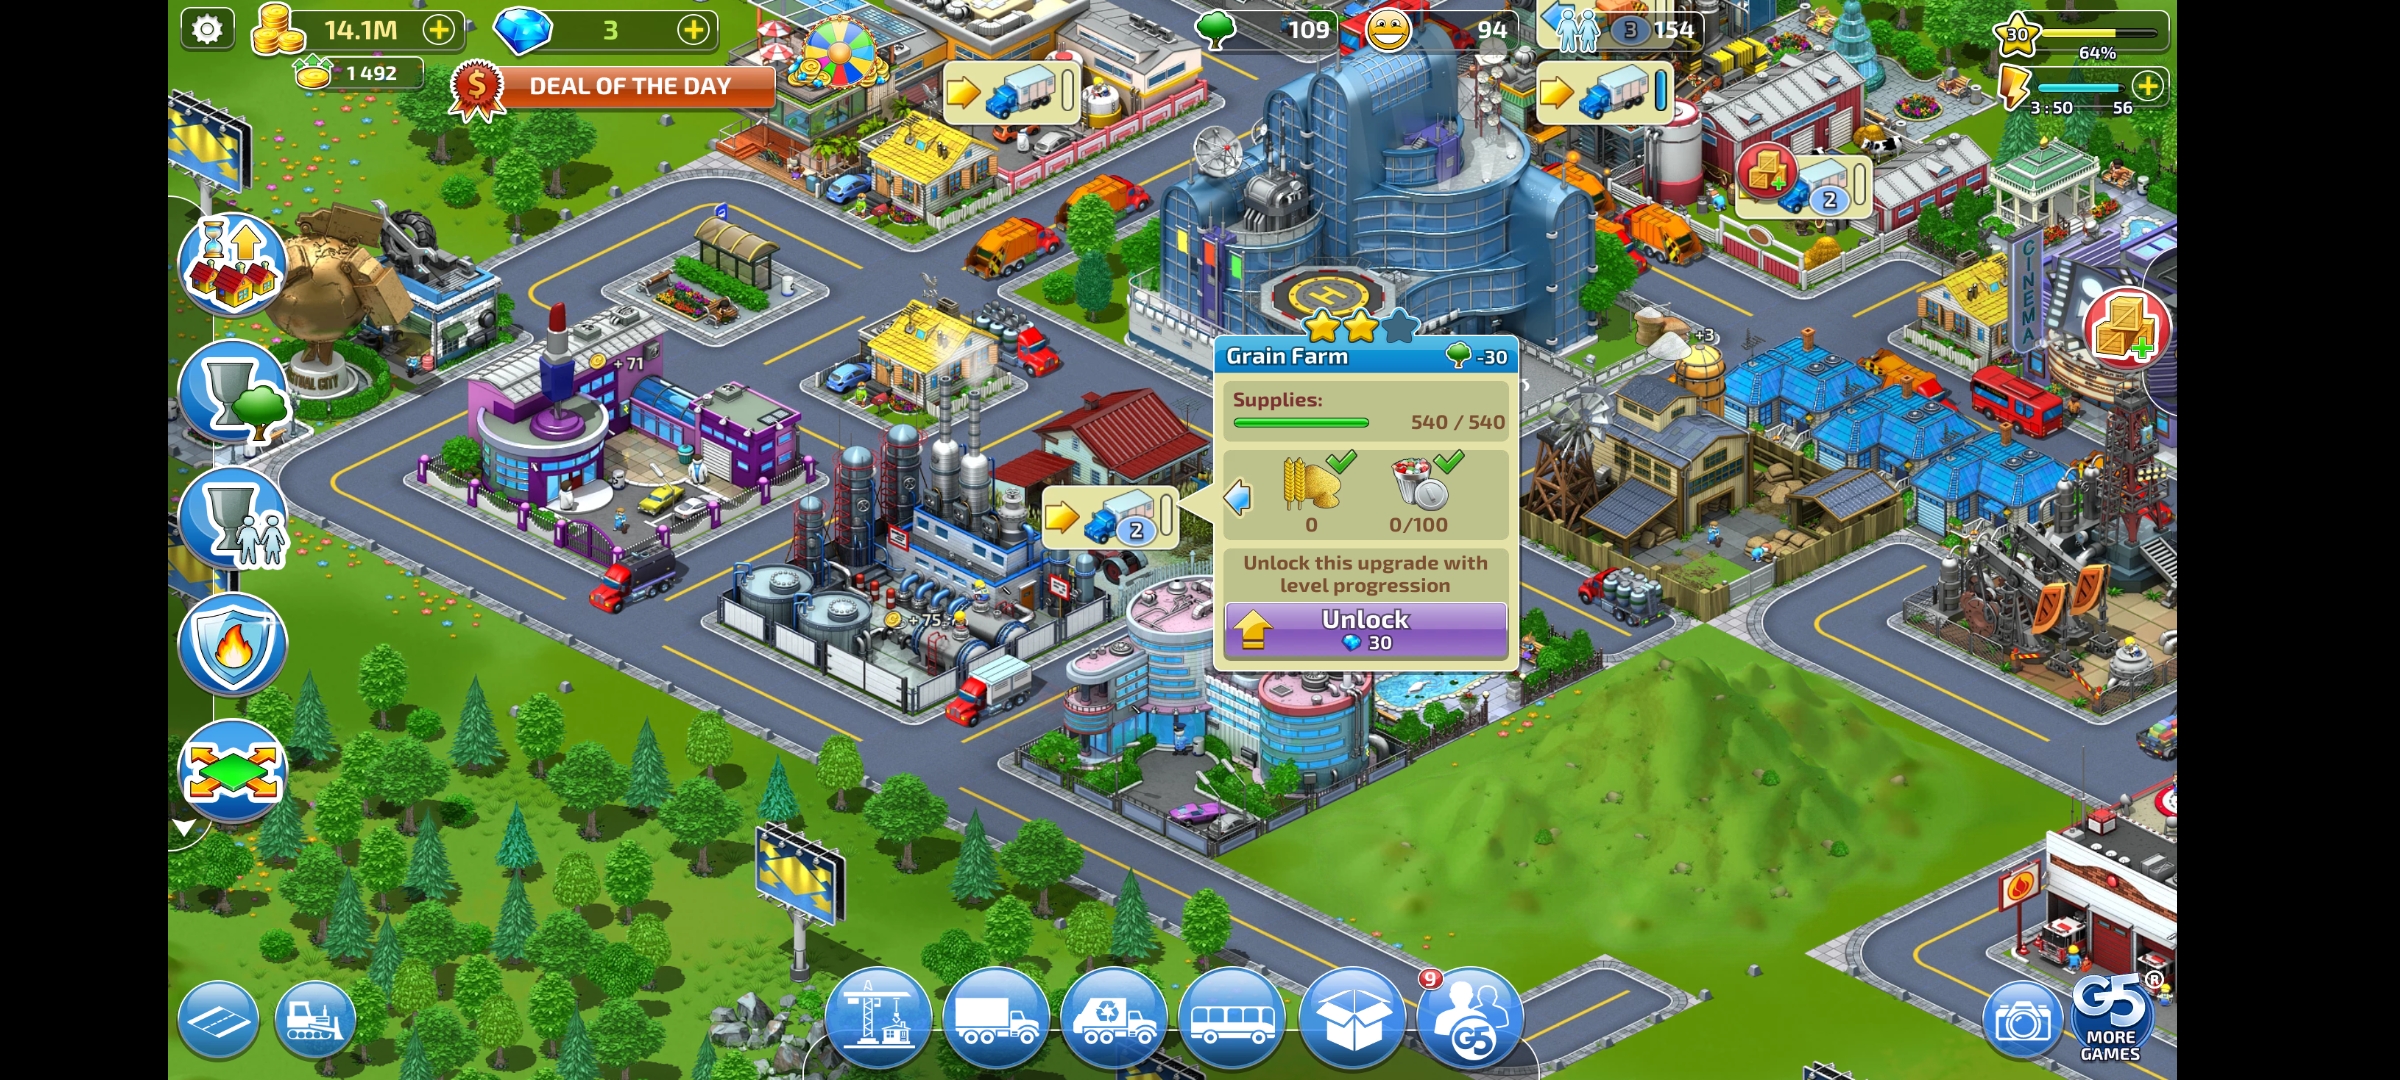 14.1M
3
109
94
3
154
30
64%
1 492
DEAL OF THE DAY
3:50
56
2
CINEMA
+3
+ 71
Grain Farm
-30
Supplies:
540 / 540
2
0
0/100
Unlock this upgrade with
level progression
Unlock
30
+ 75
9
G5
G5
®
MORE
GAMES